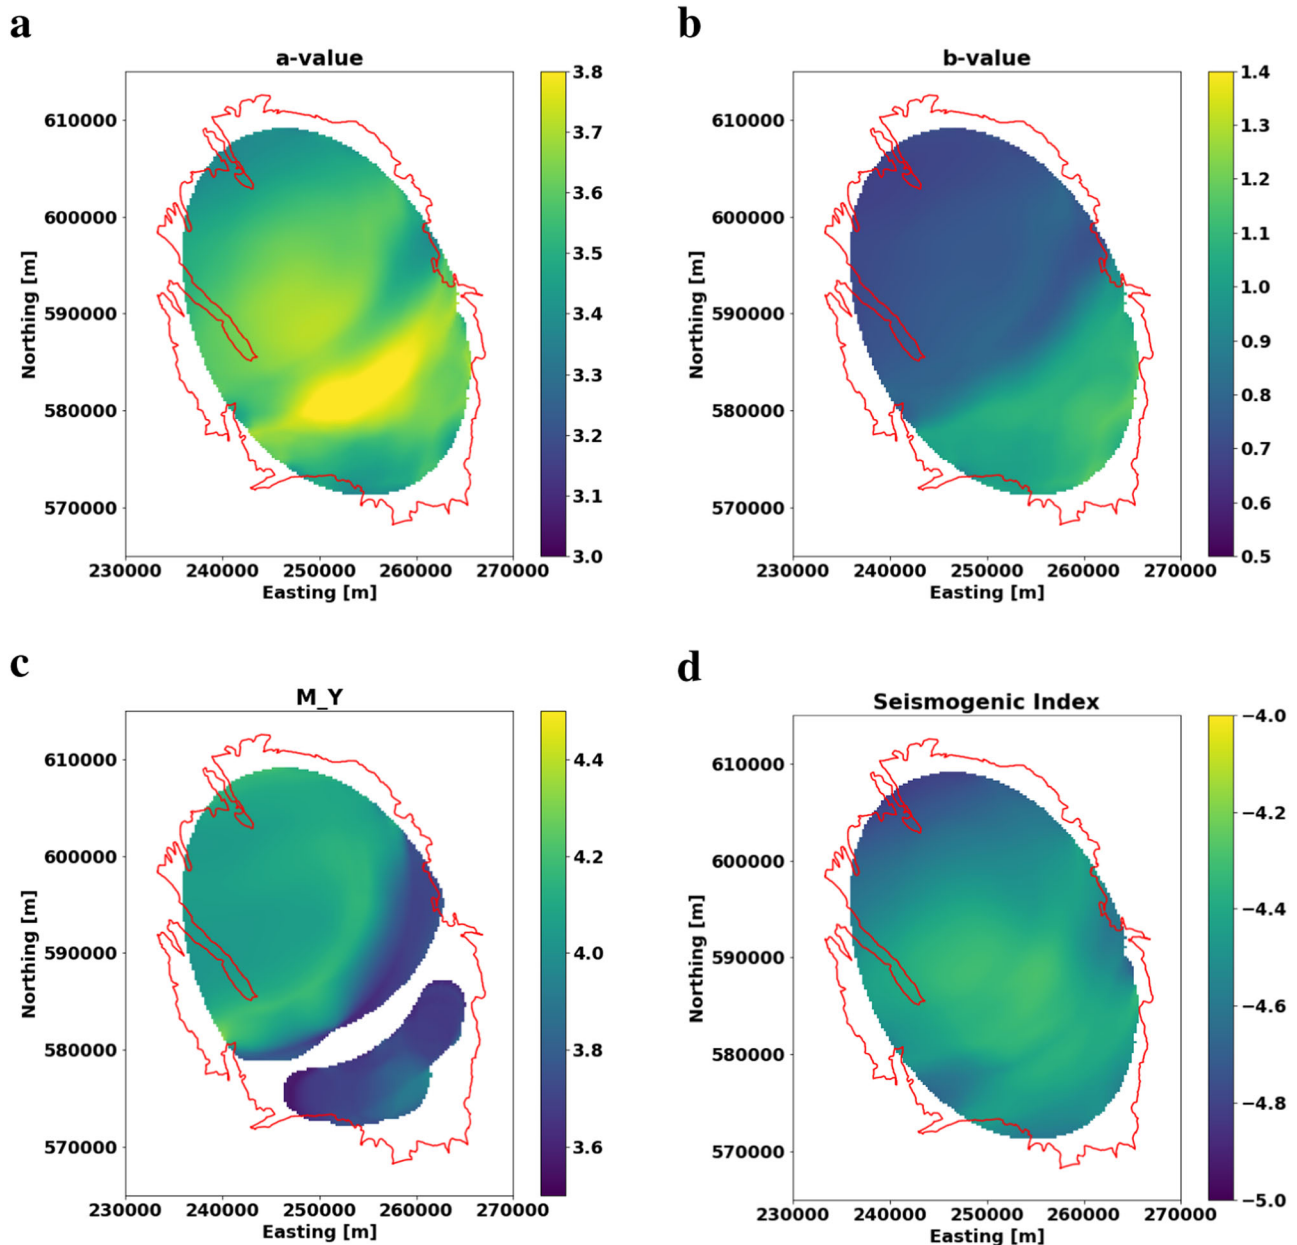 a
a-value
610000
600000
590000
580000
570000
Northing [m]
230000 240000 250000 260000 270000
Easting [m]
3.8
3.7
3.6
3.5
3.4
3.3
3.2
3.1
3.0
b
b-value
610000
600000
590000
580000
570000
Northing [m]
230000 240000 250000 260000 270000
Easting [m]
1.4
1.3
1.2
1.1
1.0
0.9
0.8
0.7
0.6
0.5
c
M_Y
610000
600000
590000
580000
570000
Northing [m]
230000 240000 250000 260000 270000
Easting [m]
4.4
4.2
4.0
3.8
3.6
d
Seismogenic Index
610000
600000
590000
580000
570000
Northing [m]
230000 240000 250000 260000 270000
Easting [m]
−4.0
−4.2
−4.4
−4.6
−4.8
−5.0